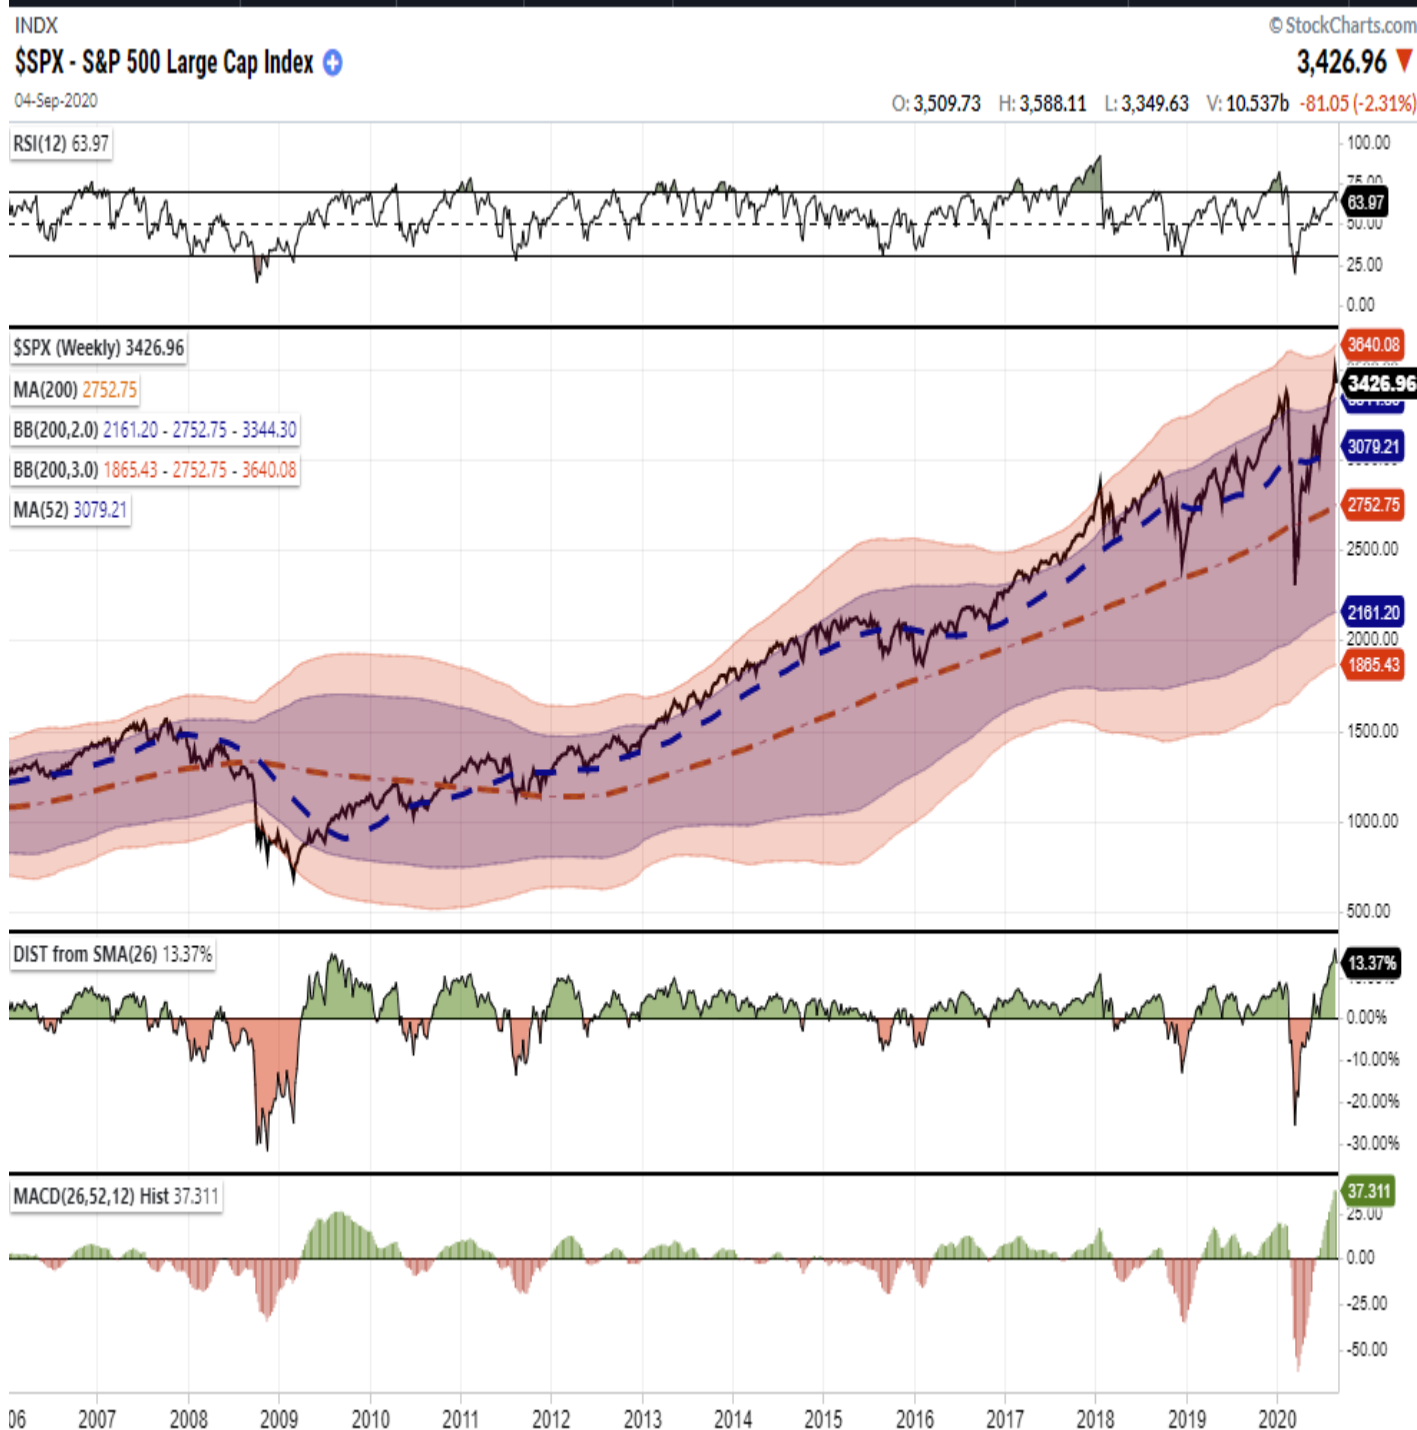 INDX
© StockCharts.com
$SPX - S&P 500 Large Cap Index
3,426.96
04-Sep-2020
O: 3,509.73 H: 3,588.11 L: 3,349.63 V: 10.537b -81.05 (-2.31%)
RSI(12) 63.97
100.00
75.00
63.97
50.00
25.00
0.00
$SPX (Weekly) 3426.96
MA(200) 2752.75
BB(200,2.0) 2161.20 - 2752.75 - 3344.30
BB(200,3.0) 1865.43 - 2752.75 - 3640.08
MA(52) 3079.21
3640.08
3426.96
3079.21
2752.75
2500.00
2161.20
2000.00
1865.43
1500.00
1000.00
500.00
DIST from SMA(26) 13.37%
13.37%
0.00%
-10.00%
-20.00%
-30.00%
MACD(26,52,12) Hist 37.311
37.311
25.00
0.00
-25.00
-50.00
06 2007 2008 2009 2010 2011 2012 2013 2014 2015 2016 2017 2018 2019 2020